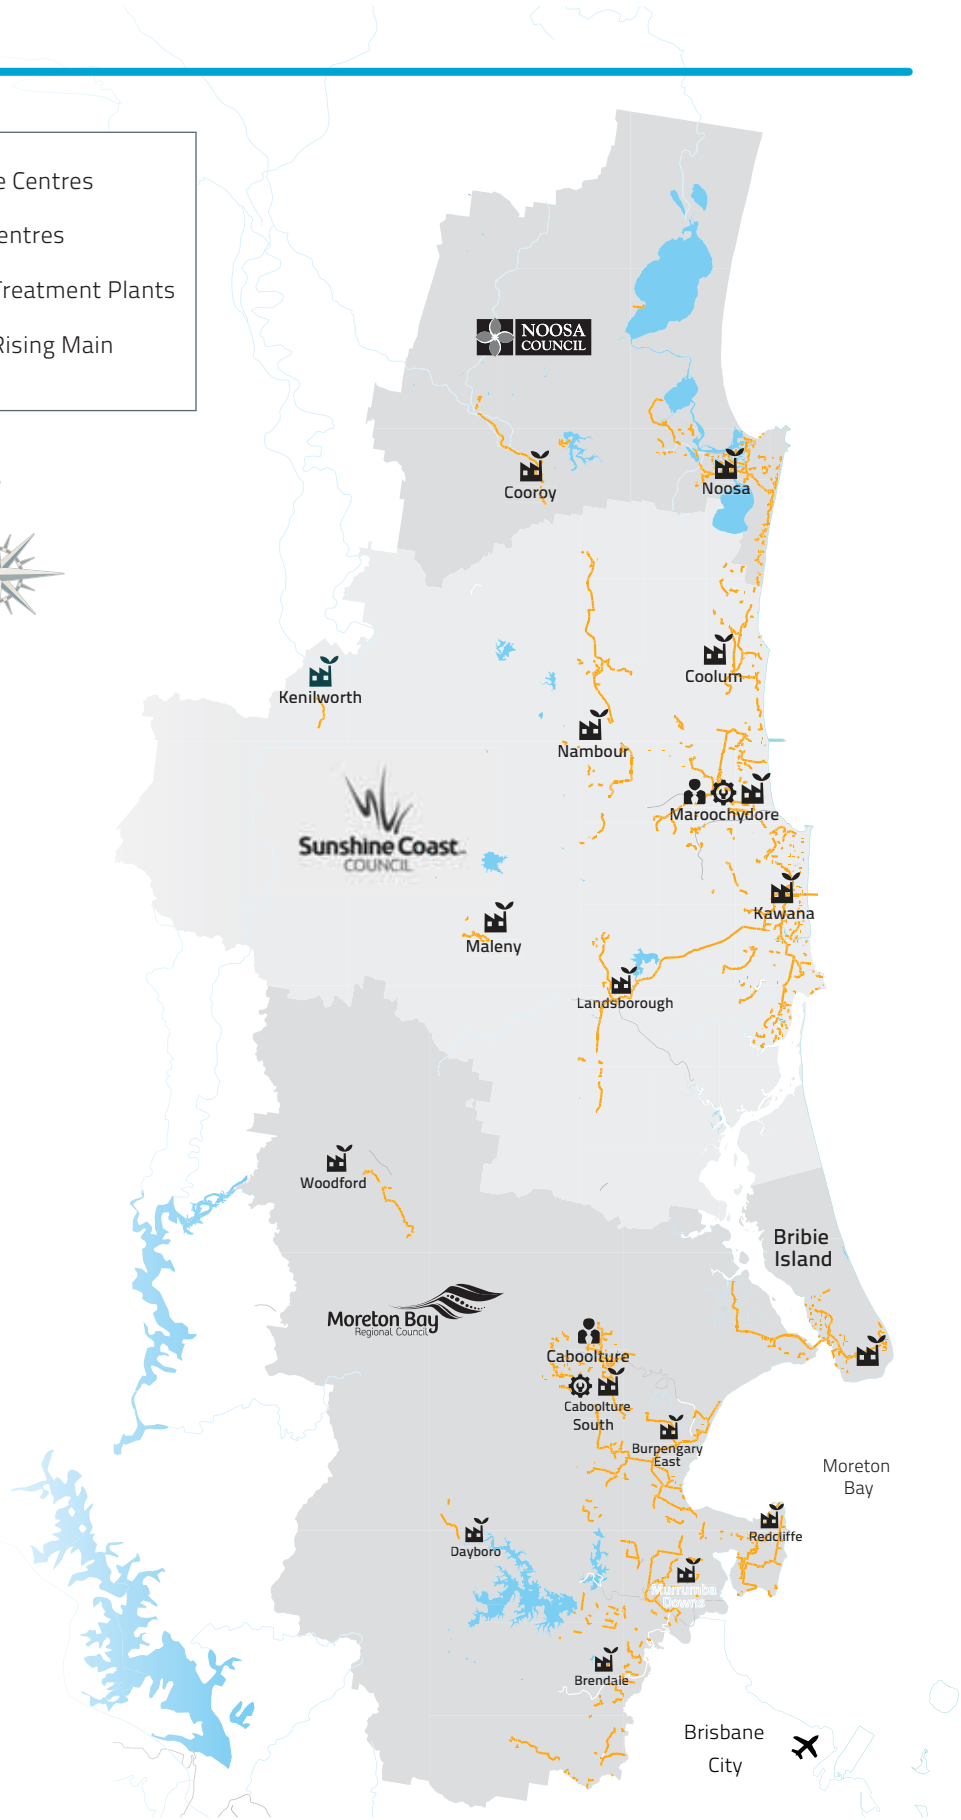 e Centres
entres
Treatment Plants
Rising Main
NOOSA
COUNCIL
Cooroy
Noosa
Coolum
Kenilworth
Nambour
Maroochydore
Sunshine Coast
COUNCIL
Kawana
Maleny
Landsborough
Woodford
Bribie
Island
Moreton Bay
Regional Council
Caboolture
Caboolture
South
Burpengary
East
Moreton
Bay
Redcliffe
Dayboro
Murrumba
Downs
Brendale
Brisbane
City